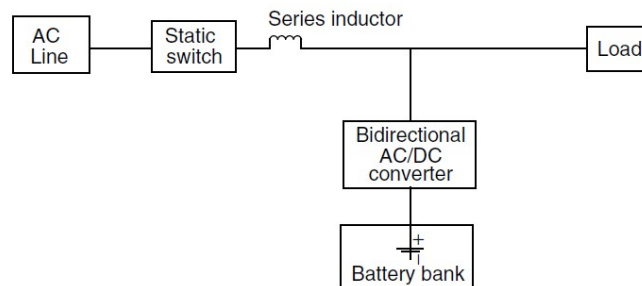 Series inductor
AC
Line
Static
switch
Load
Bidirectional
AC/DC
converter
+
−
Battery bank